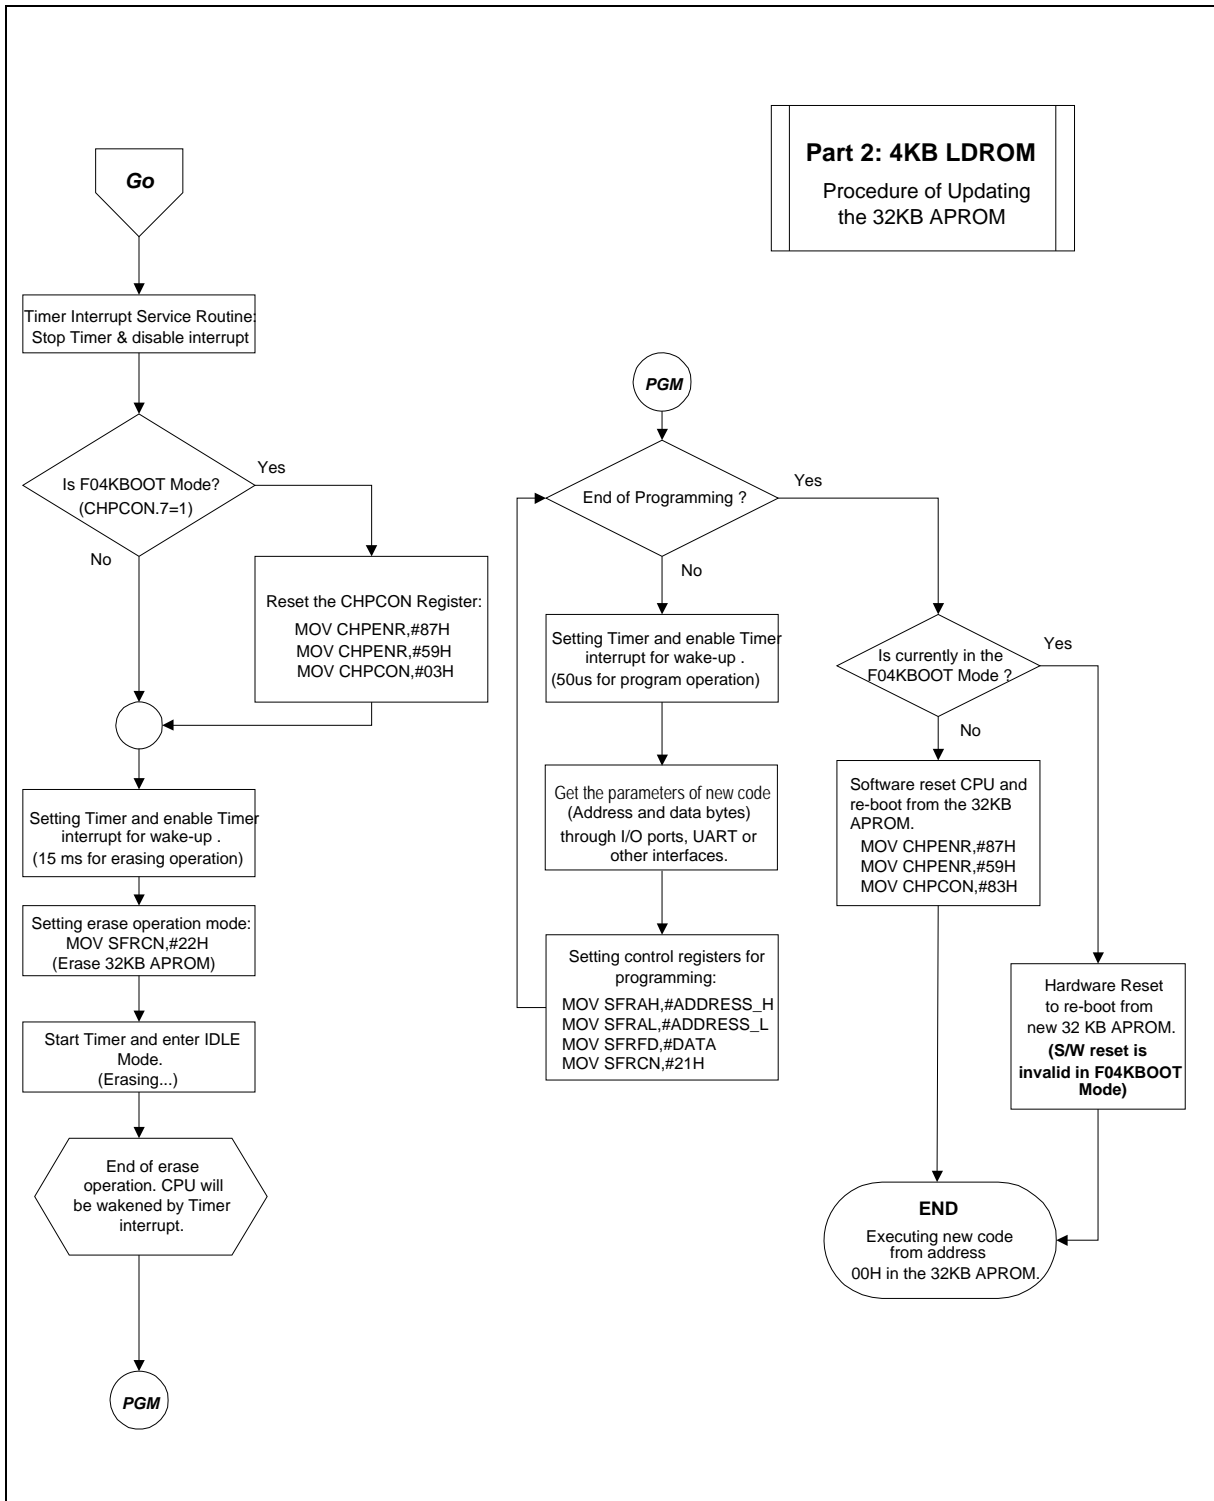 Part 2: 4KB LDROM
Procedure of Updating
the 32KB APROM
Go
Timer Interrupt Service Routine:
Stop Timer & disable interrupt
Is F04KBOOT Mode?
(CHPCON.7=1)
Yes
No
Reset the CHPCON Register:
MOV CHPENR,#87H
MOV CHPENR,#59H
MOV CHPCON,#03H
Setting Timer and enable Timer
interrupt for wake-up .
(15 ms for erasing operation)
Setting erase operation mode:
MOV SFRCN,#22H
(Erase 32KB APROM)
Start Timer and enter IDLE
Mode.
(Erasing...)
End of erase
operation. CPU will
be wakened by Timer
interrupt.
PGM
PGM
End of Programming ?
Yes
No
Setting Timer and enable Timer
interrupt for wake-up .
(50us for program operation)
Get the parameters of new code
(Address and data bytes)
through I/O ports, UART or
other interfaces.
Setting control registers for
programming:
MOV SFRAH,#ADDRESS_H
MOV SFRAL,#ADDRESS_L
MOV SFRFD,#DATA
MOV SFRCN,#21H
Is currently in the
F04KBOOT Mode ?
Yes
No
Software reset CPU and
re-boot from the 32KB
APROM.
MOV CHPENR,#87H
MOV CHPENR,#59H
MOV CHPCON,#83H
Hardware Reset
to re-boot from
new 32 KB APROM.
(S/W reset is
invalid in F04KBOOT
Mode)
END
Executing new code
from address
00H in the 32KB APROM.